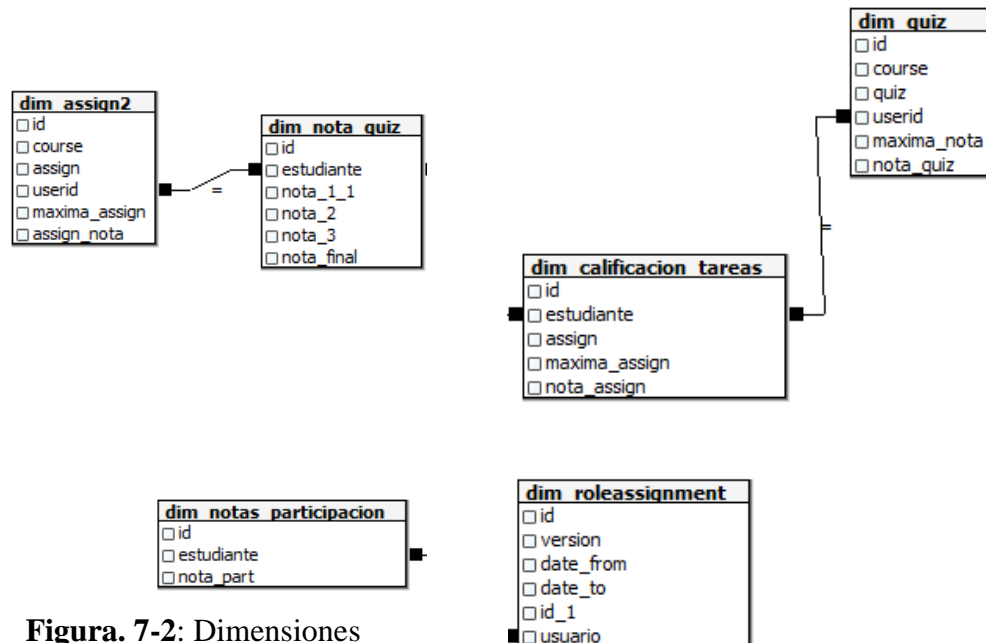 dim_quiz
id
course
quiz
userid
maxima_nota
nota_quiz
dim_assign2
id
course
assign
userid
maxima_assign
assign_nota
=
dim_nota_quiz
id
estudiante
nota_1_1
nota_2
nota_3
nota_final
=
dim_calificacion_tareas
id
estudiante
assign
maxima_assign
nota_assign
dim_notas_participacion
id
estudiante
nota_part
dim_roleassignment
id
version
date_from
date_to
id_1
usuario
Figura. 7-2: Dimensiones